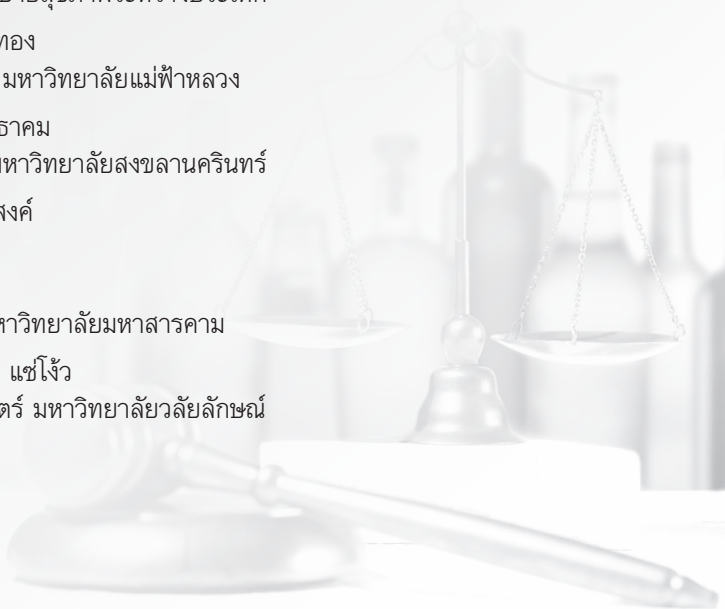 ทอง
มหาวิทยาลัยแม่ฟ้าหลวง
ธาคม
มหาวิทยาลัยสงขลานครินทร์
สงค์
หาวิทยาลัยมหาสารคาม
แซ่โง้ว
ตร์ มหาวิทยาลัยวลัยลักษณ์